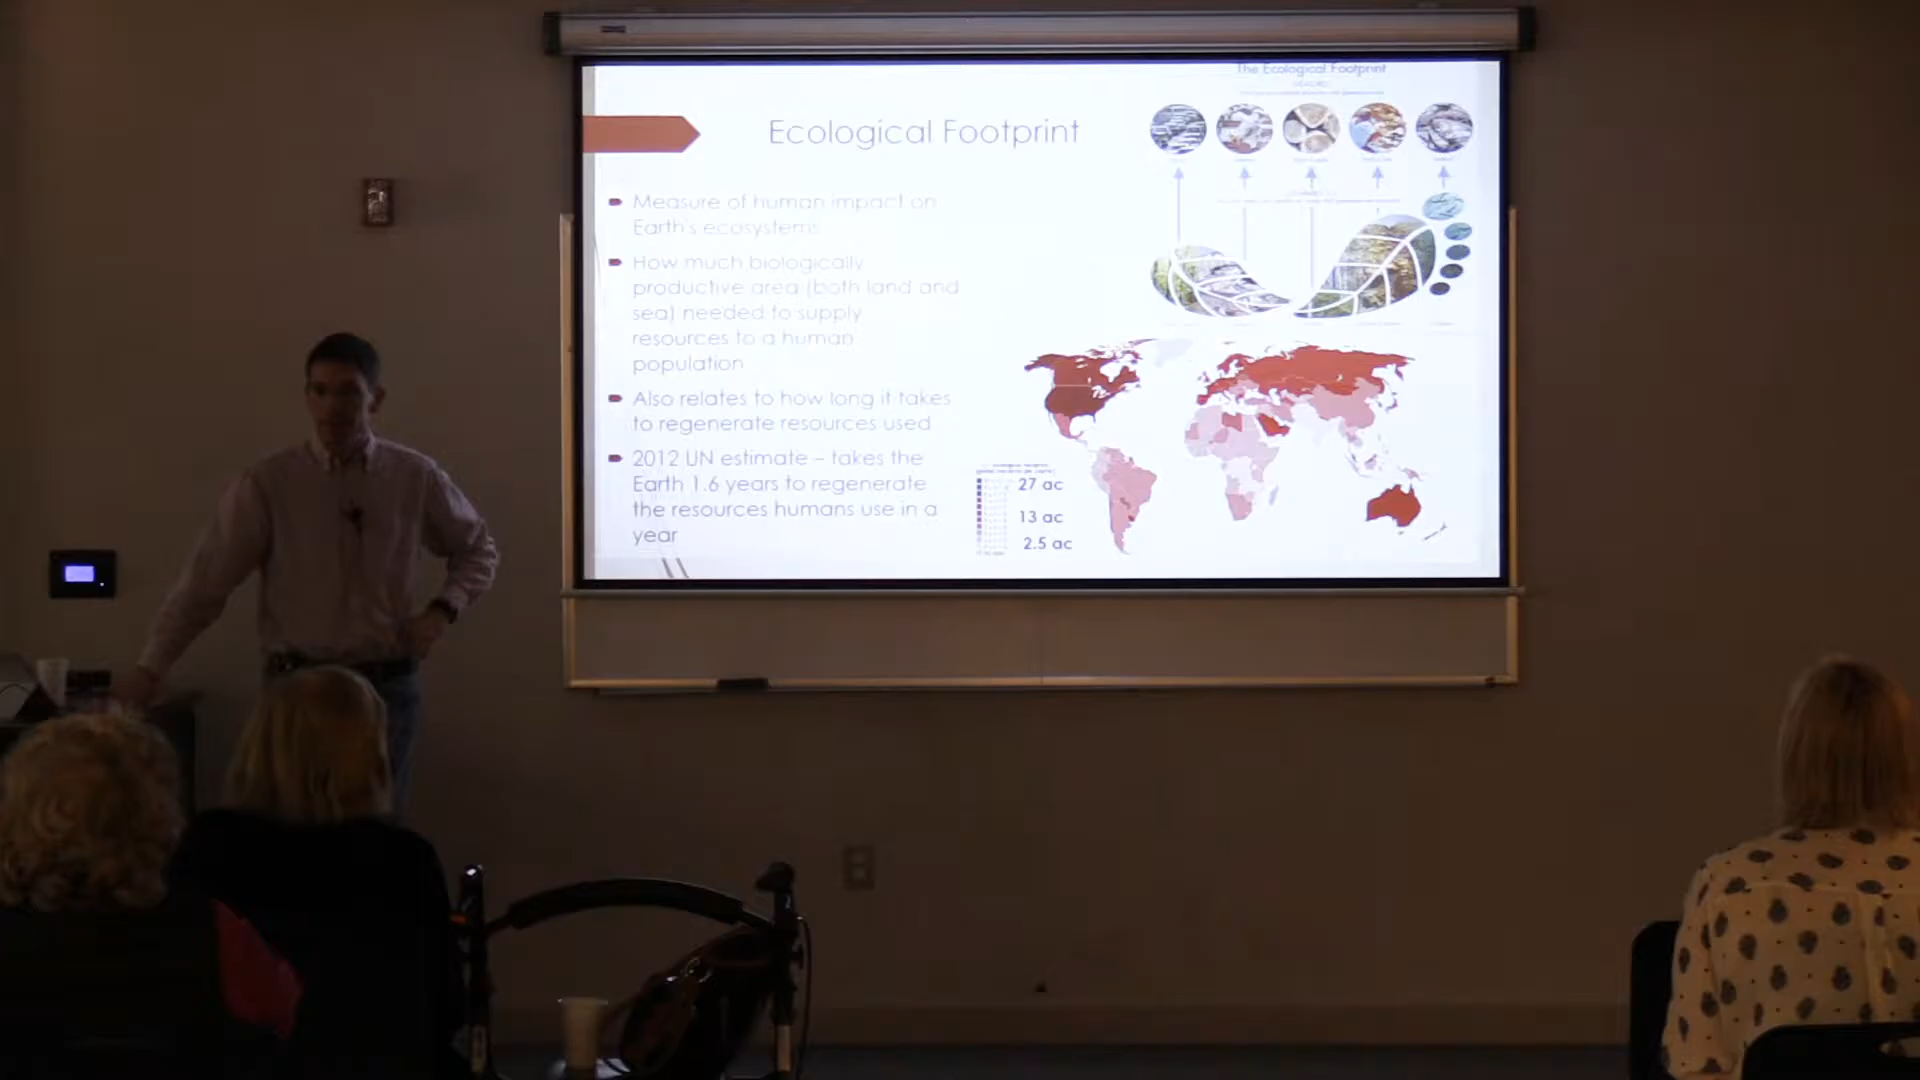 The Ecological Footprint
Ecological Footprint
Measure of human impact on
Earth's ecosystems
How much biologically
productive area (both land and
sea) needed to supply
resources to a human
population
Also relates to how long it takes
to regenerate resources used
2012 UN estimate – takes the
Earth 1.6 years to regenerate
the resources humans use in a
year
27 ac
13 ac
2.5 ac